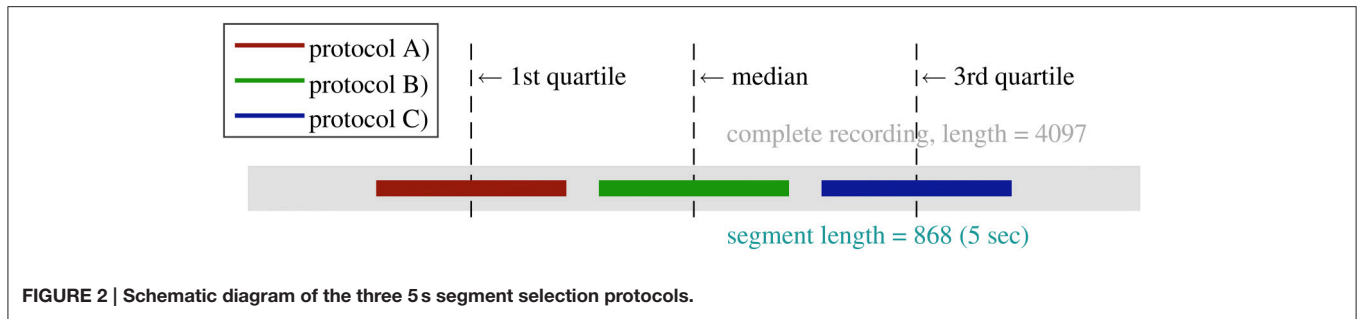 protocol A)
protocol B)
protocol C)
← 1st quartile
← median
← 3rd quartile
complete recording, length = 4097
segment length = 868 (5 sec)
FIGURE 2 | Schematic diagram of the three 5 s segment selection protocols.